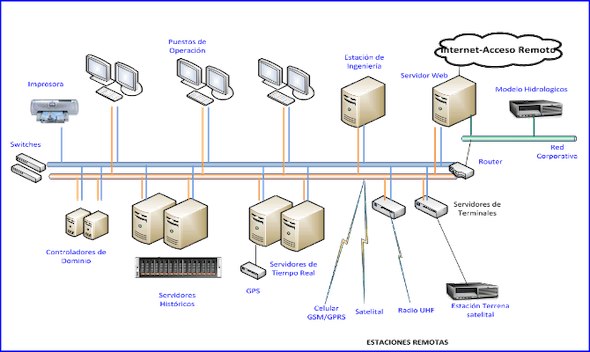 Internet-Acceso Remoto
Puestos de
Operación
Estación de
Ingeniería
Servidor Web
Impresora
Modelo Hidrologicos
Switches
Red
Corporativo
Router
Servidores de
Terminales
Controladores de
Dominio
Servidores de
Tiempo Real
GPS
Servidores
Históricos
Celular
GSM/GPRS
Satelital
Radio UHF
Estación Terrena
satelital
ESTACIONES REMOTAS